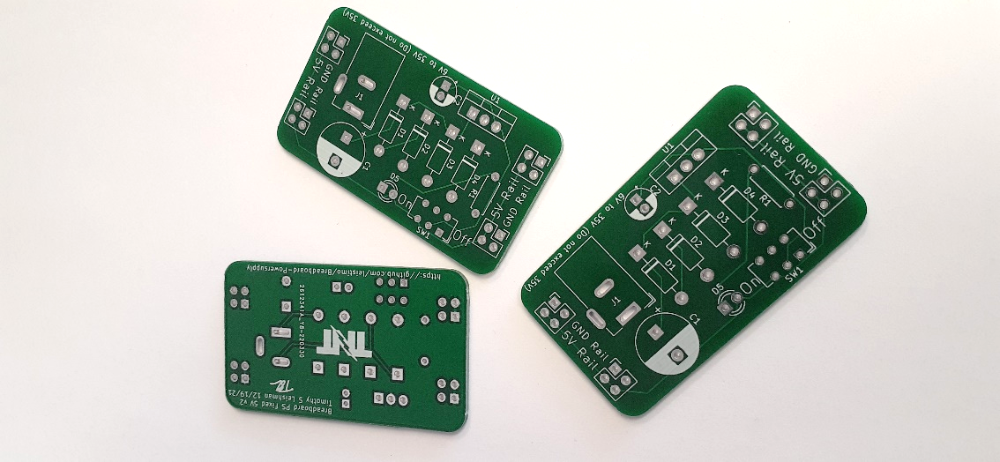 6V to 35V (Do not exceed 35V)
GND Rail
5V Rail
J1
C1
+
C2
+
U1
K
K
K
K
D1
D2
D3
D4
R1
D5
On
SW1
Off
5V Rail
GND Rail
6V to 35V (Do not exceed 35V)
GND Rail
5V Rail
J1
C1
+
C2
+
U1
K
K
K
K
D1
D2
D3
D4
R1
D5
On
SW1
Off
5V Rail
GND Rail
https://github.com/leistimo/Breadboard-Powersupply
TNT
Breadboard PS Fixed 5V v2
Timothy S Leishman 12/19/21